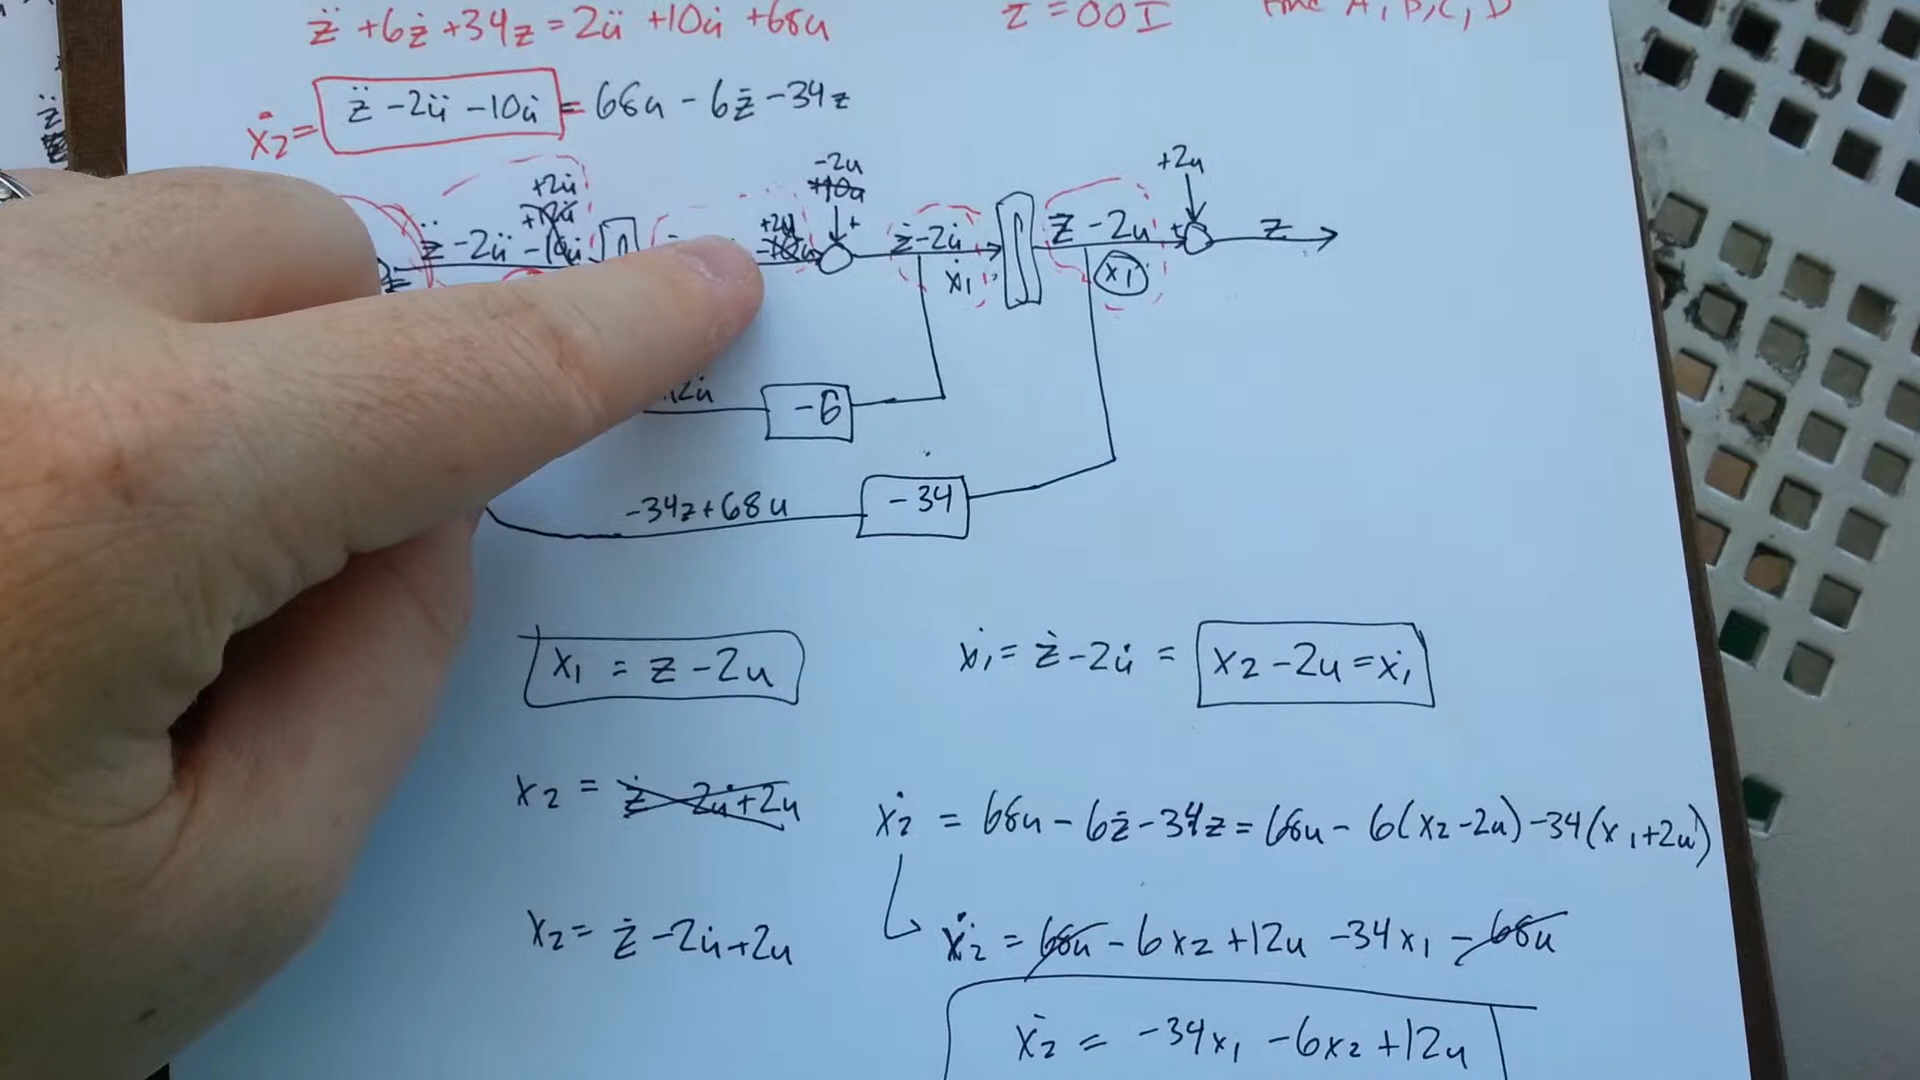 z̈ + 6ż + 34z = 2ü + 10u̇ + 68u
z = 00I
A, B, C, D
ẋ2 = z̈ - 2ü - 10u̇ = 68u - 6ż - 34z
-2u
+10u
+2u
+2u̇
+12u̇
z̈ - 2ü - 10u̇
+2u
+
ż - 2u̇
z - 2u
+
z
ẋ1
x1
12u̇
-6
-34z + 68u
-34
x1 = z - 2u
ẋ1 = ż - 2u̇ = x2 - 2u = ẋ1
x2 = ż - 2u̇ + 2u
ẋ2 = 68u - 6ż - 34z = 68u - 6(x2 - 2u) - 34(x1 + 2u)
x2 = ż - 2u̇ + 2u
ẋ2 = 68u - 6x2 + 12u - 34x1 - 68u
ẋ2 = -34x1 - 6x2 + 12u